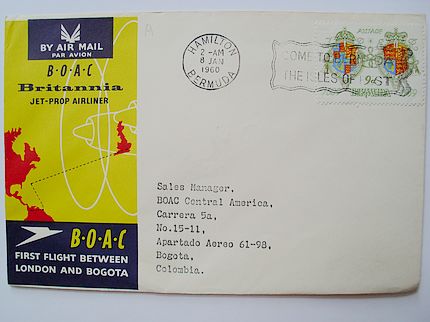 BY AIR MAIL
PAR AVION
B·O·A·C
Britannia
JET-PROP AIRLINER
B·O·A·C
FIRST FLIGHT BETWEEN
LONDON AND BOGOTA
HAMILTON
2-AM
8 JAN
1960
BERMUDA
COME TO
THE ISLES OF
POSTAGE
9d
Sales Manager,
BOAC Central America,
Carrera 5a,
No.15-11,
Apartado Aereo 61-98,
Bogota,
Colombia.